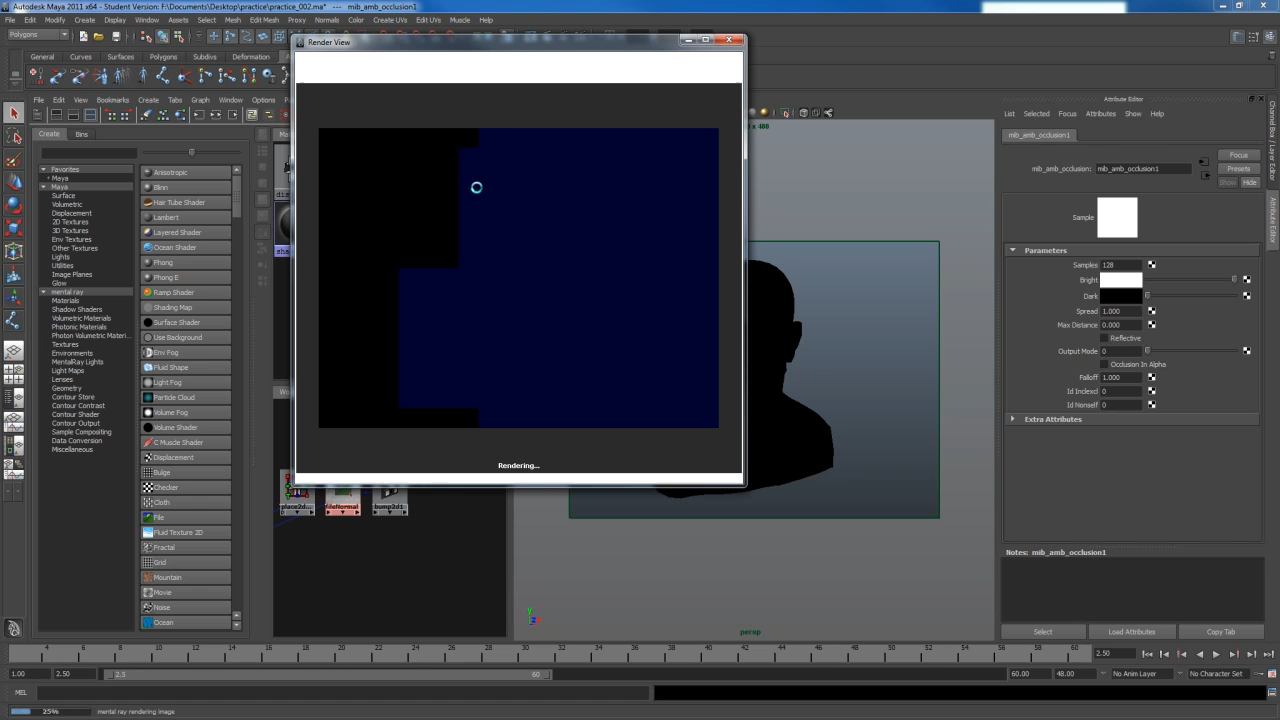 Autodesk Maya 2011 x64 - Student Version: F:\Documents\Desktop\practice\practice_002.ma* --- mib_amb_occlusion1
File Edit Modify Create Display Window Assets Select Mesh Edit Mesh Proxy Normals Color Create UVs Edit UVs Muscle Help
Polygons
General Curves Surfaces Polygons Subdivs Deformation
Render View
File Edit View Bookmarks Create Tabs Graph Window Options
Create Bins
Favorites
Maya
Maya
Surface
Volumetric
Displacement
2D Textures
3D Textures
Env Textures
Other Textures
Lights
Utilities
Image Planes
Glow
mental ray
Materials
Shadow Shaders
Volumetric Materials
Photonic Materials
Photon Volumetric Materi...
Textures
Environments
MentalRay Lights
Light Maps
Lenses
Geometry
Contour Store
Contour Contrast
Contour Shader
Contour Output
Sample Compositing
Data Conversion
Miscellaneous
Anisotropic
Blinn
Hair Tube Shader
Lambert
Layered Shader
Ocean Shader
Phong
Phong E
Ramp Shader
Shading Map
Surface Shader
Use Background
Env Fog
Fluid Shape
Light Fog
Particle Cloud
Volume Fog
Volume Shader
C Muscle Shader
Displacement
Bulge
Checker
Cloth
File
Fluid Texture 2D
Fractal
Grid
Mountain
Movie
Noise
Ocean
Rendering...
place2d... fileNormal bump2d1
persp
Attribute Editor
List Selected Focus Attributes Show Help
mib_amb_occlusion1
Focus
mib_amb_occlusion: mib_amb_occlusion1
Presets
Show Hide
Sample
Parameters
Samples 128
Bright
Dark
Spread 1.000
Max Distance 0.000
Reflective
Output Mode 0
Occlusion In Alpha
Falloff 1.000
Id Inclexcl 0
Id Nonself 0
Extra Attributes
Notes: mib_amb_occlusion1
Select Load Attributes Copy Tab
Channel Box / Layer Editor
Attribute Editor
4 6 8 10 12 14 16 18 20 22 24 26 28 30 32 34 36 38 40 42 44 46 48 50 52 54 56 58 60
2.50
1.00 2.50 2.5 60 60.00 48.00 No Anim Layer No Character Set
MEL
25% mental ray rendering image